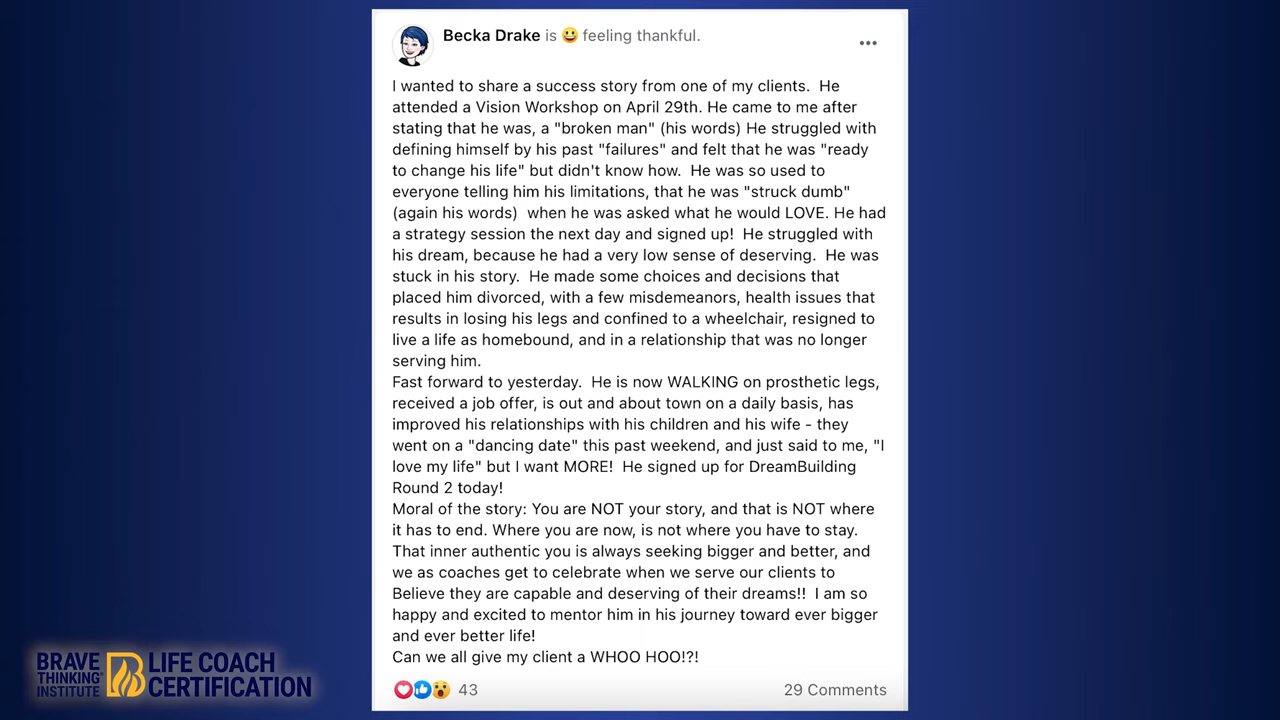 Becka Drake is 😃 feeling thankful.
I wanted to share a success story from one of my clients.  He
attended a Vision Workshop on April 29th. He came to me after
stating that he was, a "broken man" (his words) He struggled with
defining himself by his past "failures" and felt that he was "ready
to change his life" but didn't know how.  He was so used to
everyone telling him his limitations, that he was "struck dumb"
(again his words)  when he was asked what he would LOVE. He had
a strategy session the next day and signed up!  He struggled with
his dream, because he had a very low sense of deserving.  He was
stuck in his story.  He made some choices and decisions that
placed him divorced, with a few misdemeanors, health issues that
results in losing his legs and confined to a wheelchair, resigned to
live a life as homebound, and in a relationship that was no longer
serving him.
Fast forward to yesterday.  He is now WALKING on prosthetic legs,
received a job offer, is out and about town on a daily basis, has
improved his relationships with his children and his wife - they
went on a "dancing date" this past weekend, and just said to me, "I
love my life" but I want MORE!  He signed up for DreamBuilding
Round 2 today!
Moral of the story: You are NOT your story, and that is NOT where
it has to end. Where you are now, is not where you have to stay.
That inner authentic you is always seeking bigger and better, and
we as coaches get to celebrate when we serve our clients to
Believe they are capable and deserving of their dreams!!  I am so
happy and excited to mentor him in his journey toward ever bigger
and ever better life!
Can we all give my client a WHOO HOO!?!
43
29 Comments
BRAVE
THINKING®
INSTITUTE
LIFE COACH
CERTIFICATION